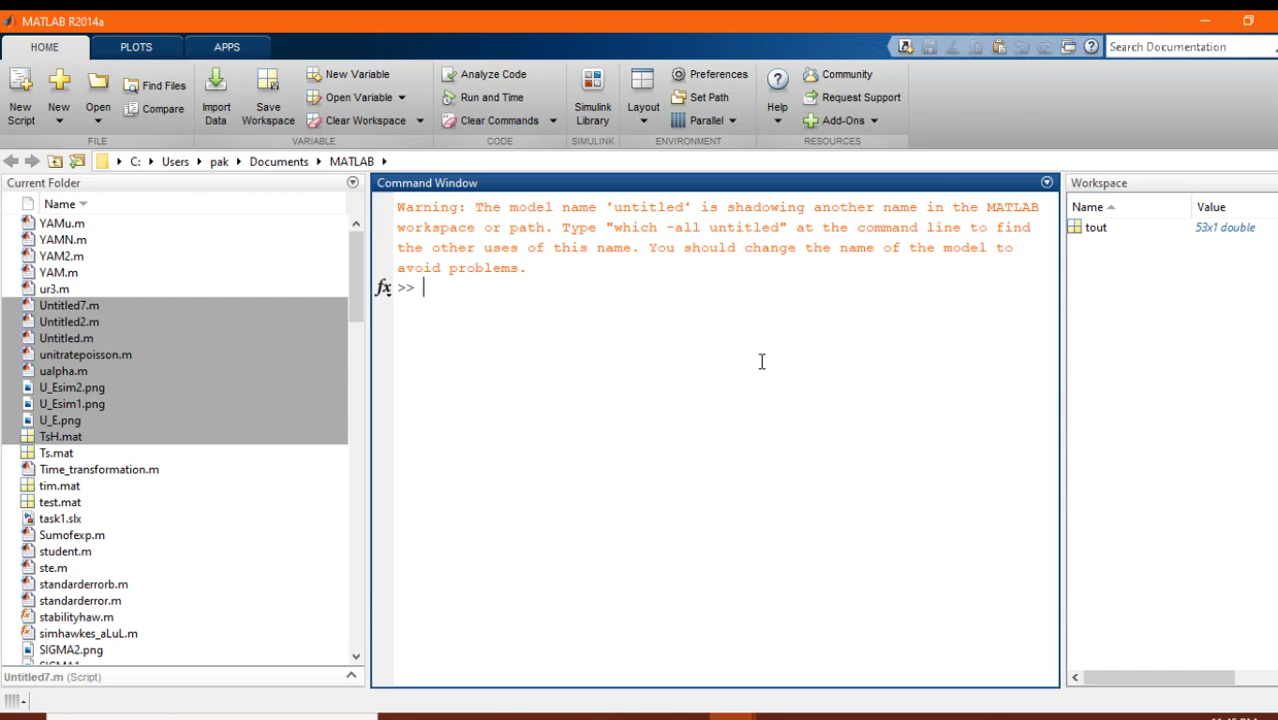 MATLAB R2014a
HOME
PLOTS
APPS
Search Documentation
New Script
New
Open
Find Files
Compare
Import Data
Save Workspace
New Variable
Open Variable
Clear Workspace
Analyze Code
Run and Time
Clear Commands
Simulink Library
Layout
Preferences
Set Path
Parallel
Help
Community
Request Support
Add-Ons
FILE
VARIABLE
CODE
SIMULINK
ENVIRONMENT
RESOURCES
C: Users pak Documents MATLAB
Current Folder
Name
YAMu.m
YAMN.m
YAM2.m
YAM.m
ur3.m
Untitled7.m
Untitled2.m
Untitled.m
unitratepoisson.m
ualpha.m
U_Esim2.png
U_Esim1.png
U_E.png
TsH.mat
Ts.mat
Time_transformation.m
tim.mat
test.mat
task1.slx
Sumofexp.m
student.m
ste.m
standarderrorb.m
standarderror.m
stabilityhaw.m
simhawkes_aLuL.m
SIGMA2.png
Untitled7.m (Script)
Command Window
Warning: The model name 'untitled' is shadowing another name in the MATLAB
workspace or path. Type "which -all untitled" at the command line to find
the other uses of this name. You should change the name of the model to
avoid problems.
fx >>
Workspace
Name Value
tout 53x1 double